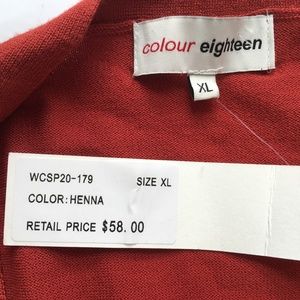 colour eighteen
XL
WCSP20-179 SIZE XL
COLOR:HENNA
RETAIL PRICE $58.00